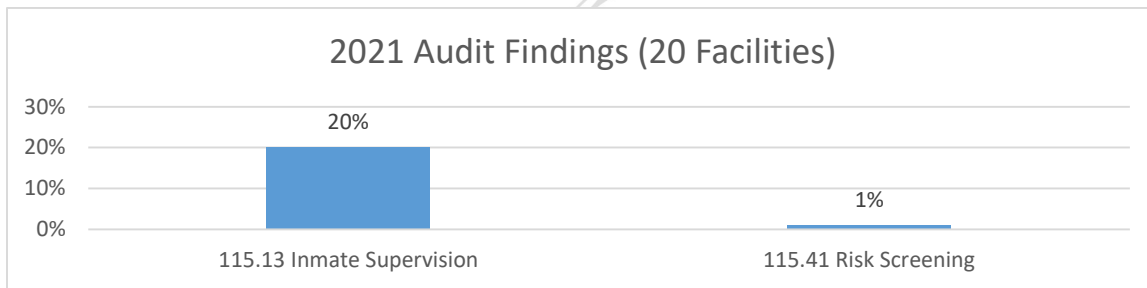 2021 Audit Findings (20 Facilities)
30%
20%
20%
10%
1%
0%
115.13 Inmate Supervision
115.41 Risk Screening